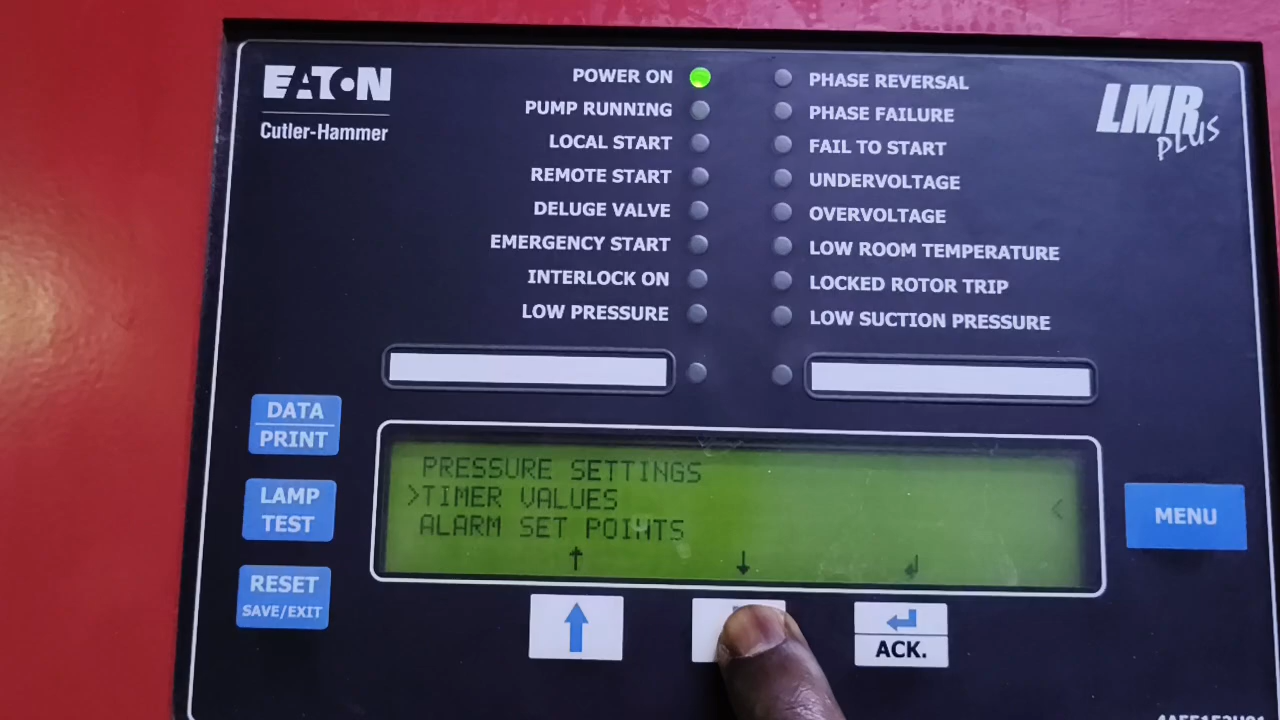 EATON
Cutler-Hammer
POWER ON
PUMP RUNNING
LOCAL START
REMOTE START
DELUGE VALVE
EMERGENCY START
INTERLOCK ON
LOW PRESSURE
PHASE REVERSAL
PHASE FAILURE
FAIL TO START
UNDERVOLTAGE
OVERVOLTAGE
LOW ROOM TEMPERATURE
LOCKED ROTOR TRIP
LOW SUCTION PRESSURE
LMR
PLUS
DATA
PRINT
LAMP
TEST
RESET
SAVE/EXIT
PRESSURE SETTINGS
>TIMER VALUES <
ALARM SET POINTS
↑ ↓ ↵
MENU
ACK.